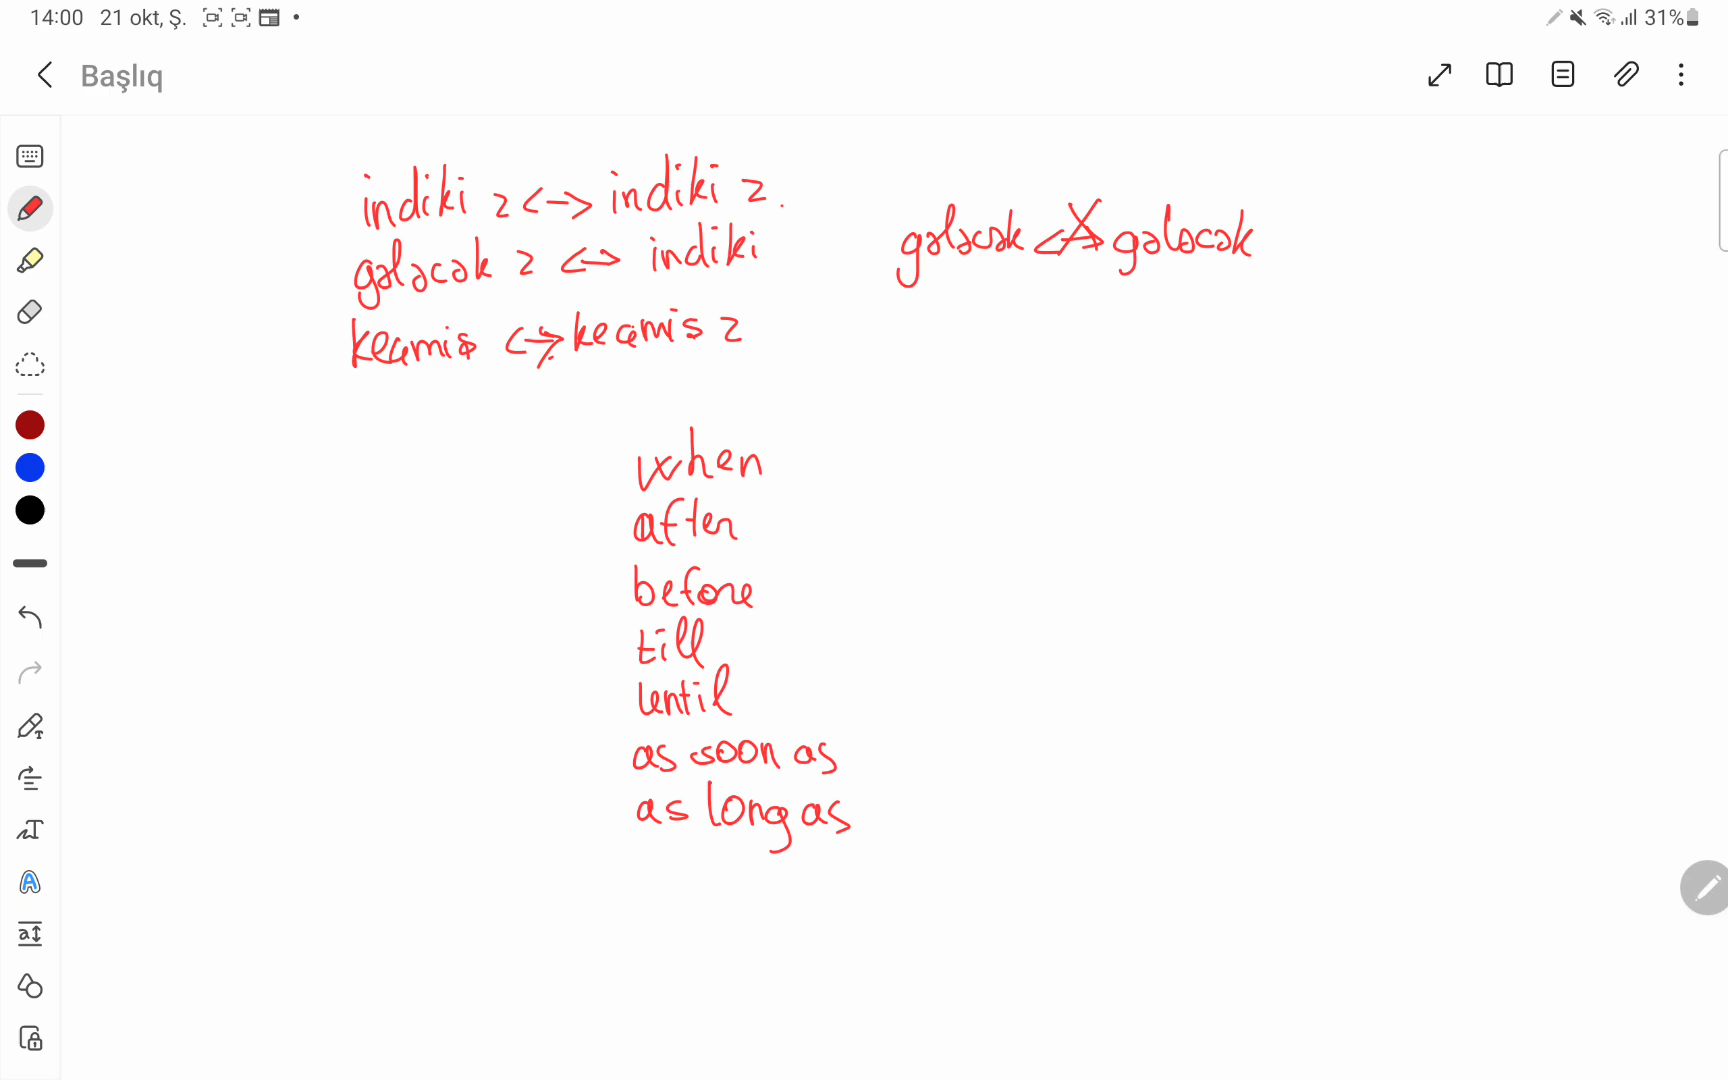 14:00 21 okt, Ş. 31%
Başlıq
indiki z <-> indiki z.
gələcək z <-> indiki
keçmiş <-> keçmiş z
gələcək <-> gələcək
when
after
before
till
until
as soon as
as long as